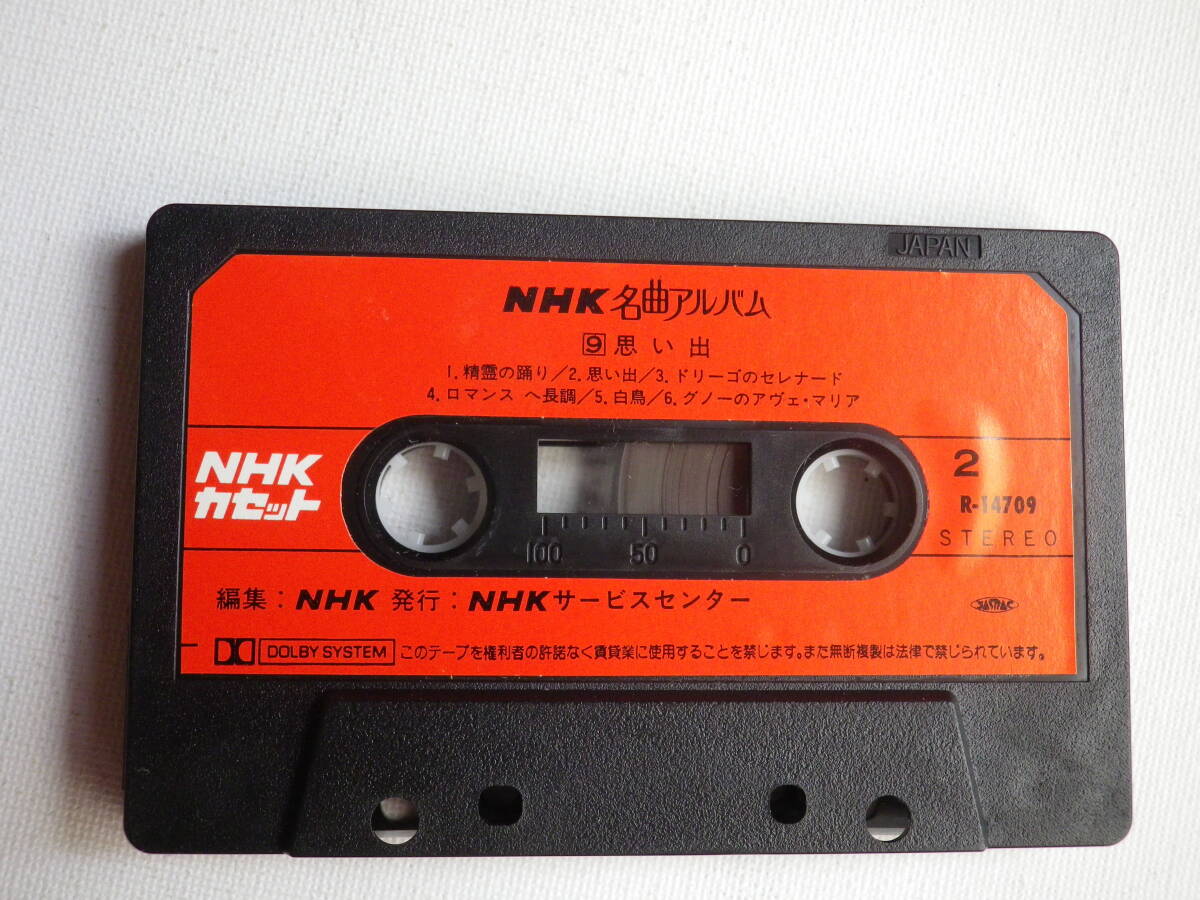 JAPAN
NHK 名曲アルバム
9 思い出
1. 精霊の踊り/2. 思い出/3. ドリーゴのセレナード
4. ロマンス ヘ長調/5. 白鳥/6. グノーのアヴェ・マリア
NHK
カセット
2
R-14709
STEREO
100 50 0
編集:NHK 発行:NHKサービスセンター
JASRAC
DOLBY SYSTEM このテープを権利者の許諾なく賃貸業に使用することを禁じます。また無断複製は法律で禁じられています。